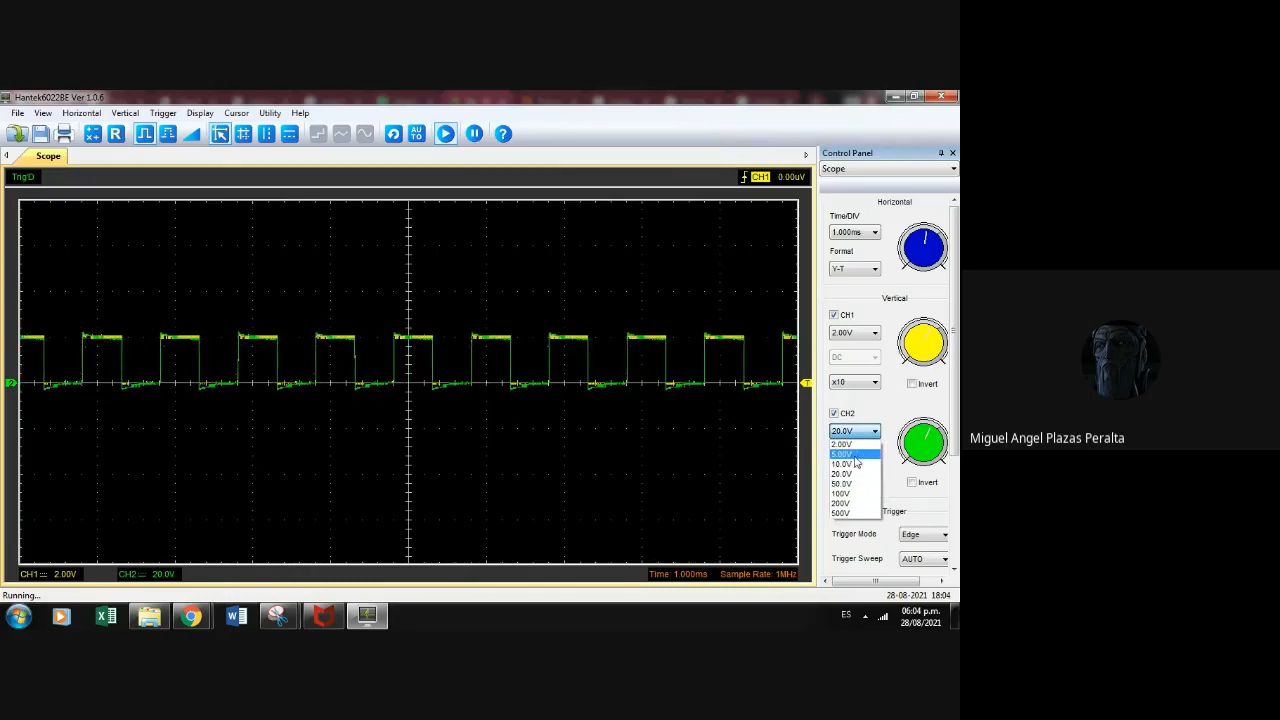 Hantek6022BE Ver 1.0.6
File View Horizontal Vertical Trigger Display Cursor Utility Help
R AUTO ?
Scope
Control Panel
Scope
Trig'D
CH1 0.00uV
Horizontal
Time/DIV
1.000ms
Format
Y-T
Vertical
CH1
2.00V
DC
x10
Invert
CH2
20.0V
2.00V
5.00V
10.0V
20.0V
50.0V
100V
200V
500V
Invert
Trigger
Trigger Mode Edge
Trigger Sweep AUTO
2
T
CH1 2.00V CH2 20.0V Time: 1.000ms Sample Rate: 1MHz
Running...
28-08-2021 18:04
W
ES
06:04 p.m.
28/08/2021
Miguel Angel Plazas Peralta